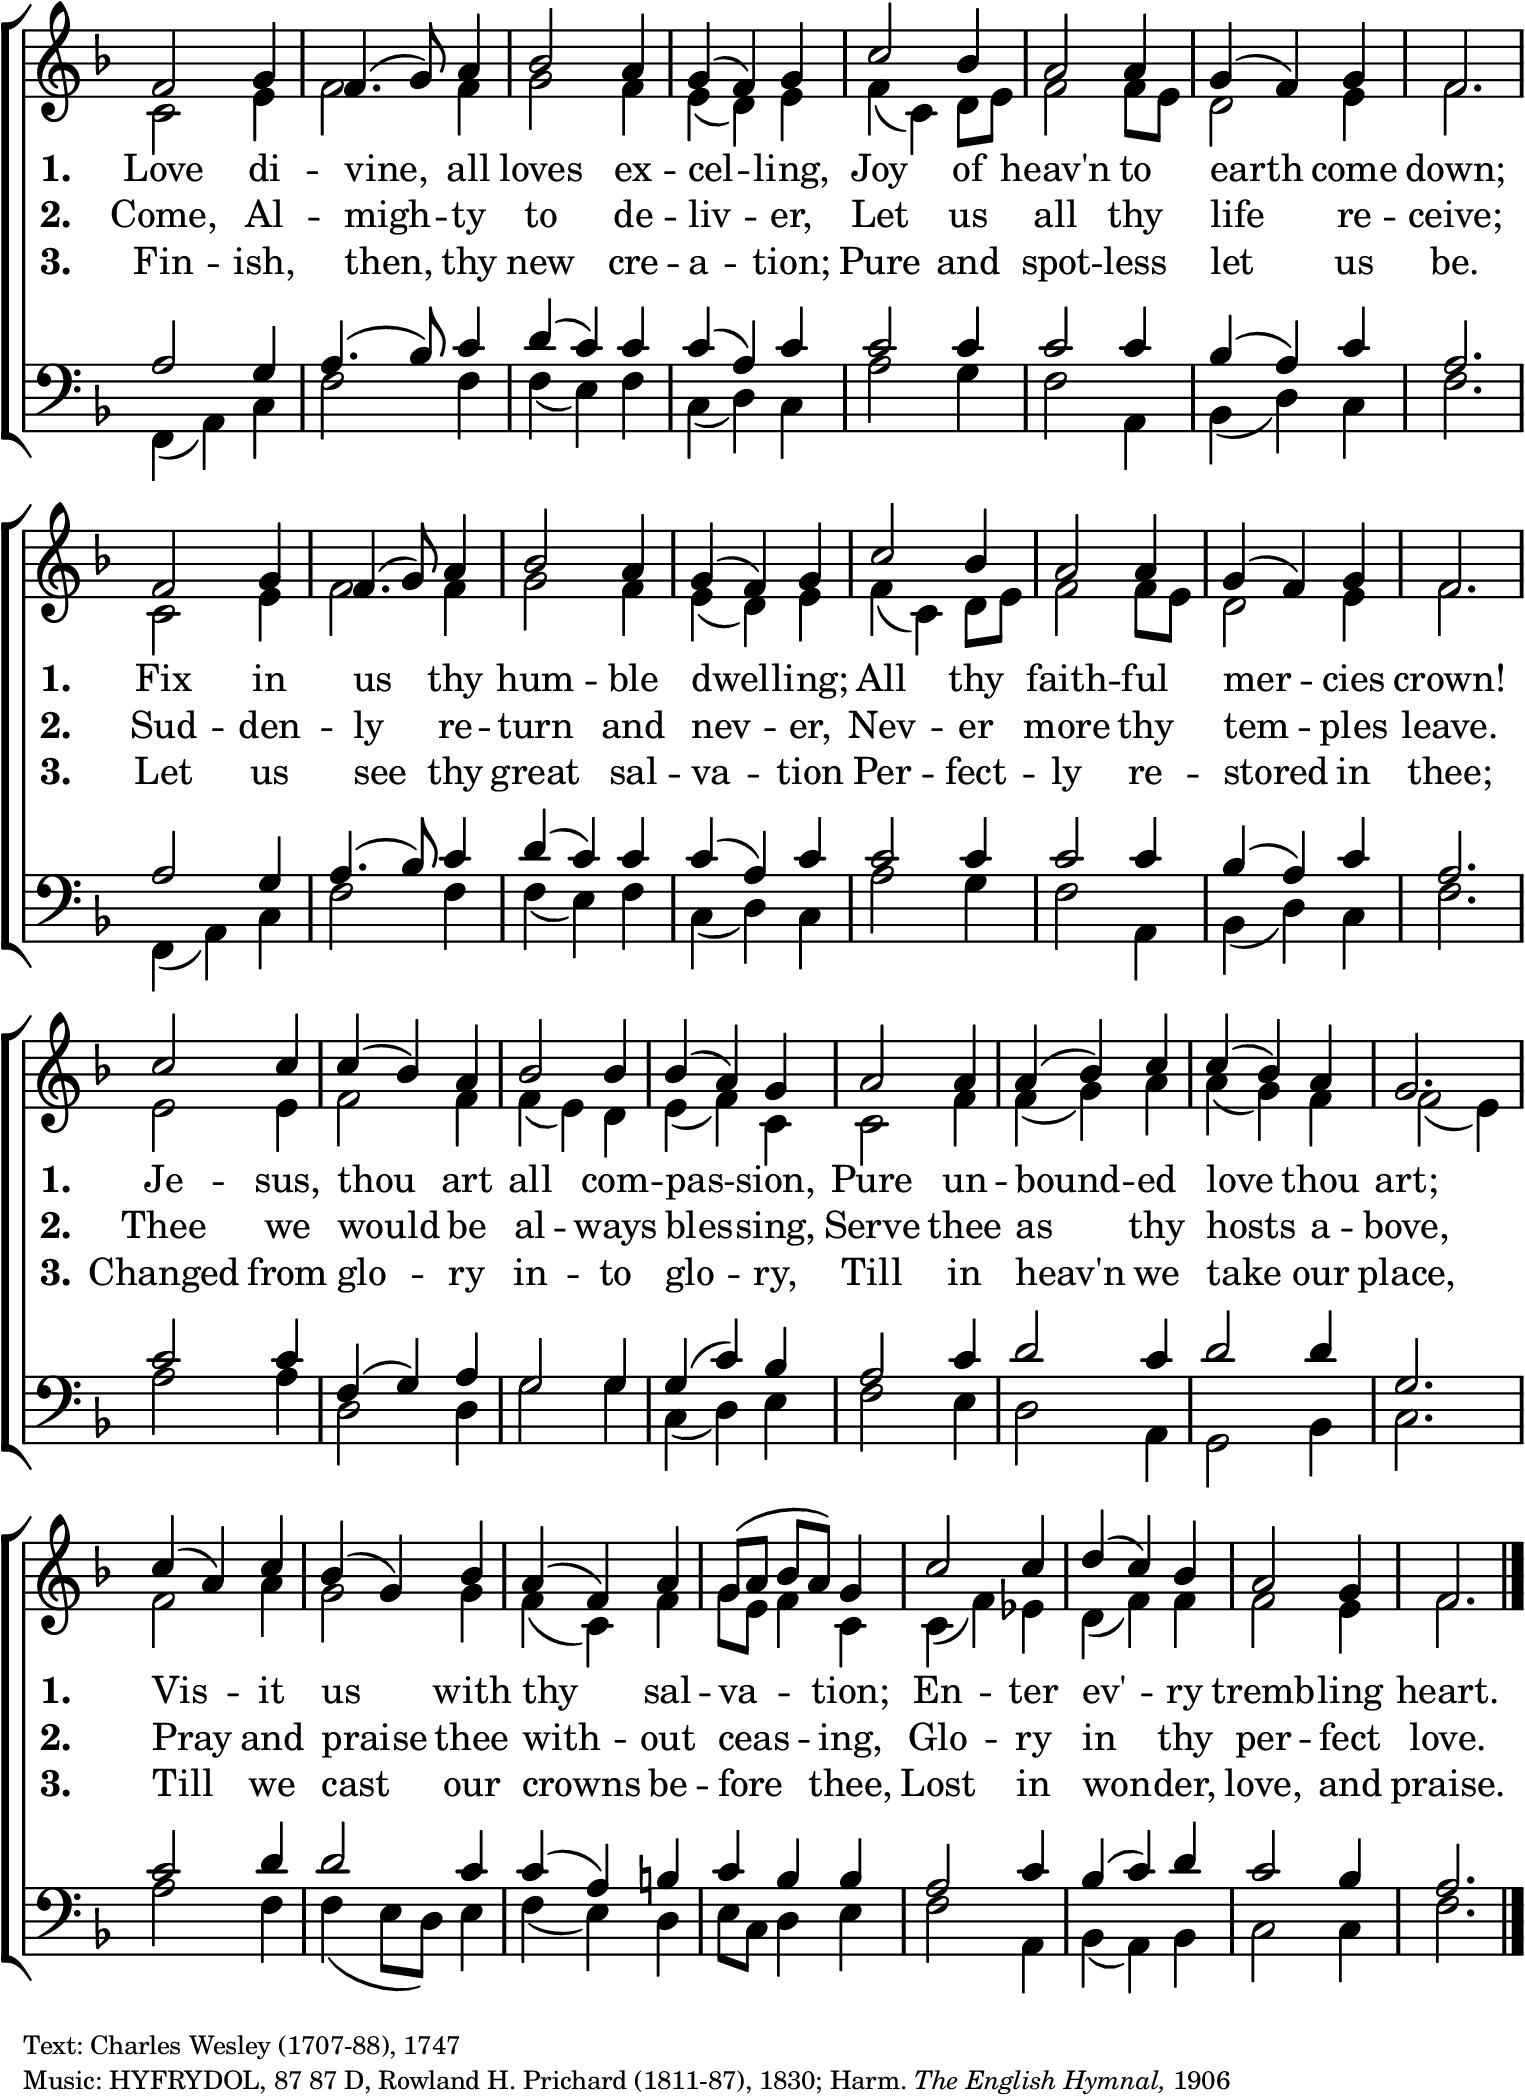 1. Love di -- vine, all loves ex -- cel -- ling, Joy of heav'n to earth come down;
2. Come, Al -- migh -- ty to de -- liv -- er, Let us all thy life re -- ceive;
3. Fin -- ish, then, thy new cre -- a -- tion; Pure and spot -- less let us be.
1. Fix in us thy hum -- ble dwelling; All thy faith -- ful mer -- cies crown!
2. Sud -- den -- ly re -- turn and nev -- er, Nev -- er more thy tem -- ples leave.
3. Let us see thy great sal -- va -- tion Per -- fect -- ly re -- stored in thee;
1. Je -- sus, thou art all com -- pas -- sion, Pure un -- bound -- ed love thou art;
2. Thee we would be al -- ways blessing, Serve thee as thy hosts a -- bove,
3. Changed from glo -- ry in -- to glo -- ry, Till in heav'n we take our place,
1. Vis -- it us with thy sal -- va -- tion; En -- ter ev' -- ry trembling heart.
2. Pray and praise thee with -- out ceas -- ing, Glo -- ry in thy per -- fect love.
3. Till we cast our crowns be -- fore thee, Lost in wonder, love, and praise.
Text: Charles Wesley (1707-88), 1747
Music: HYFRYDOL, 87 87 D, Rowland H. Prichard (1811-87), 1830; Harm. The English Hymnal, 1906